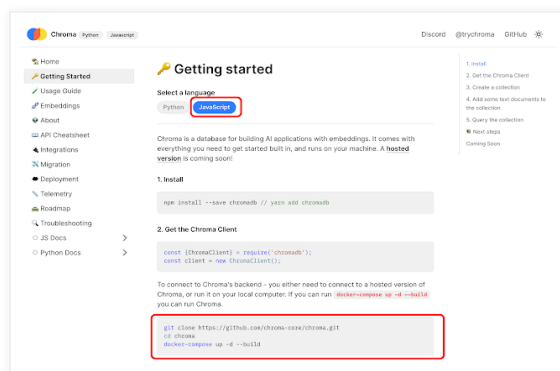 Chroma Python Javascript
Discord @trychroma GitHub
Home
Getting Started
Usage Guide
Embeddings
About
API Cheatsheet
Integrations
Migration
Deployment
Telemetry
Roadmap
Troubleshooting
JS Docs
Python Docs
Getting started
Select a language
Python JavaScript
Chroma is a database for building AI applications with embeddings. It comes with
everything you need to get started built in, and runs on your machine. A hosted
version is coming soon!
1. Install
npm install --save chromadb // yarn add chromadb
2. Get the Chroma Client
const {ChromaClient} = require('chromadb');
const client = new ChromaClient();
To connect to Chroma's backend - you either need to connect to a hosted version of
Chroma, or run it on your local computer. If you can run docker-compose up -d --build
you can run Chroma.
git clone https://github.com/chroma-core/chroma.git
cd chroma
docker-compose up -d --build
1. Install
2. Get the Chroma Client
3. Create a collection
4. Add some text documents to
the collection
5. Query the collection
Next steps
Coming Soon